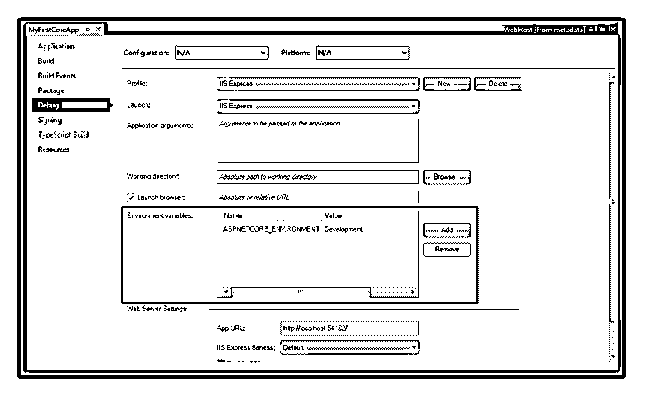 MyFirstCoreApp
WebHost [from metadata]
Application
Configuration: N/A Platform: N/A
Build
Build Events
Profile: IIS Express New Delete
Package
Debug
Launch: IIS Express
Signing
Application arguments: Arguments to be passed to the application
TypeScript Build
Resources
Working directory: Absolute path to working directory Browse
Launch browser: Absolute or relative URL
Environment variables: Name Value
ASPNETCORE_ENVIRONMENT Development
Add
Remove
Web Server Settings
App URL:
IIS Express Bitness: Default